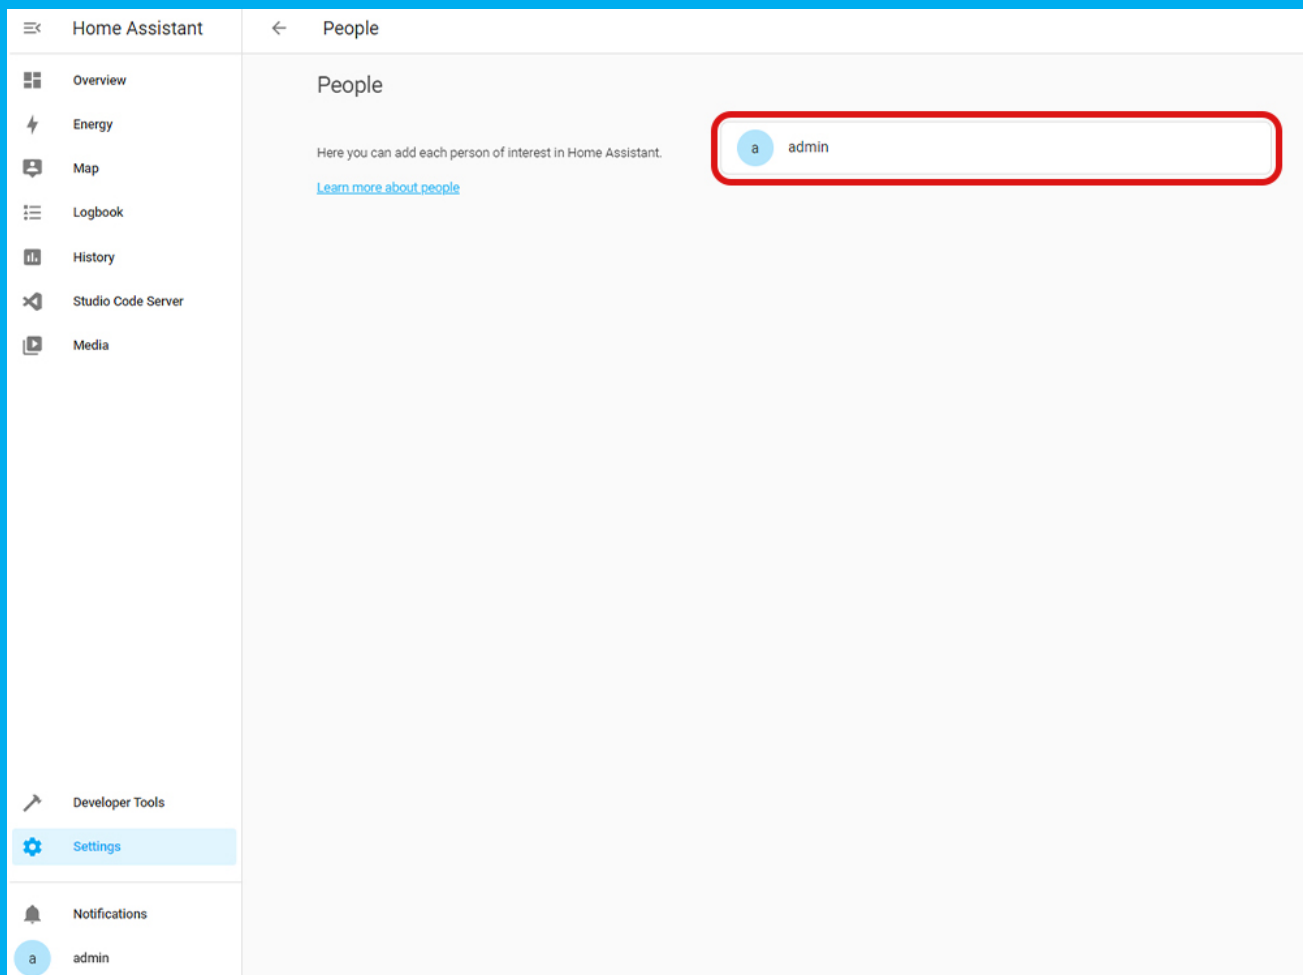 Home Assistant
People
Overview
Energy
Map
Logbook
History
Studio Code Server
Media
Developer Tools
Settings
Notifications
a
admin
People
Here you can add each person of interest in Home Assistant.
Learn more about people
a
admin